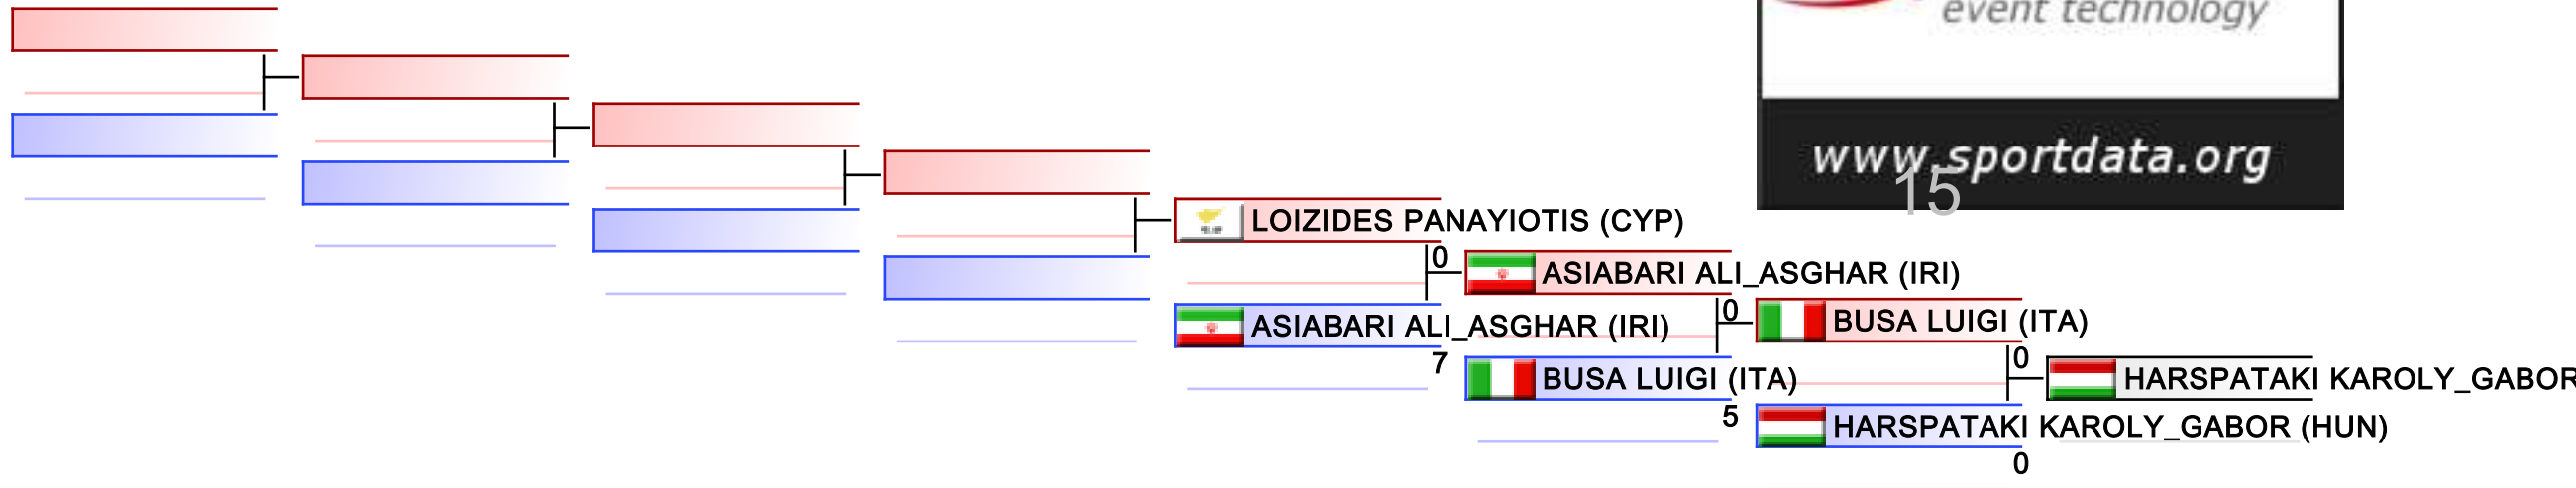 event technology
www.sportdata.org
15
LOIZIDES PANAYIOTIS (CYP)
0
ASIABARI ALI_ASGHAR (IRI)
0
ASIABARI ALI_ASGHAR (IRI)
BUSA LUIGI (ITA)
0
7
BUSA LUIGI (ITA)
HARSPATAKI KAROLY_GABOR
5
HARSPATAKI KAROLY_GABOR (HUN)
0